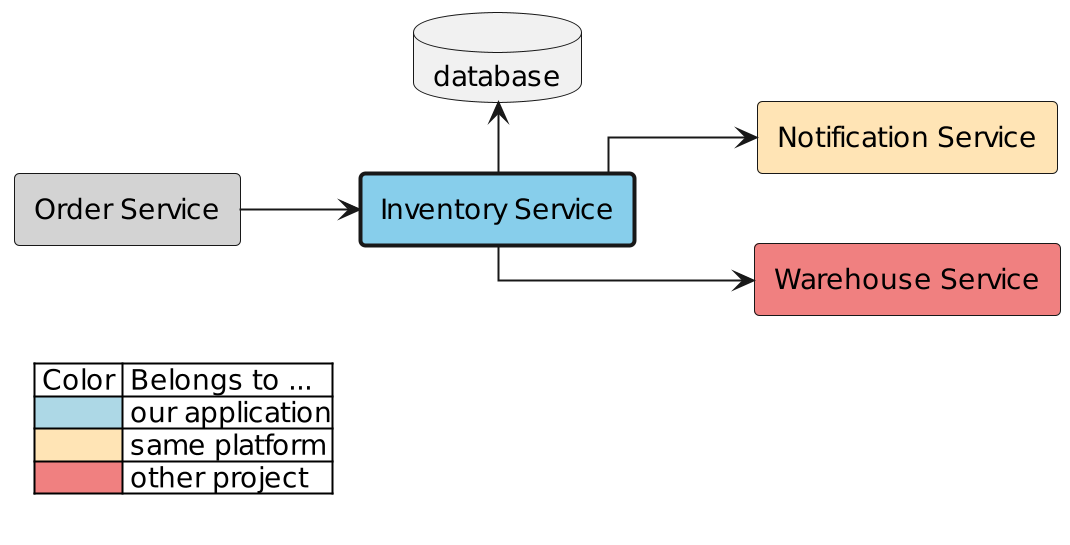 database
Notification Service
Order Service
Inventory Service
Warehouse Service
Color Belongs to ...
our application
same platform
other project